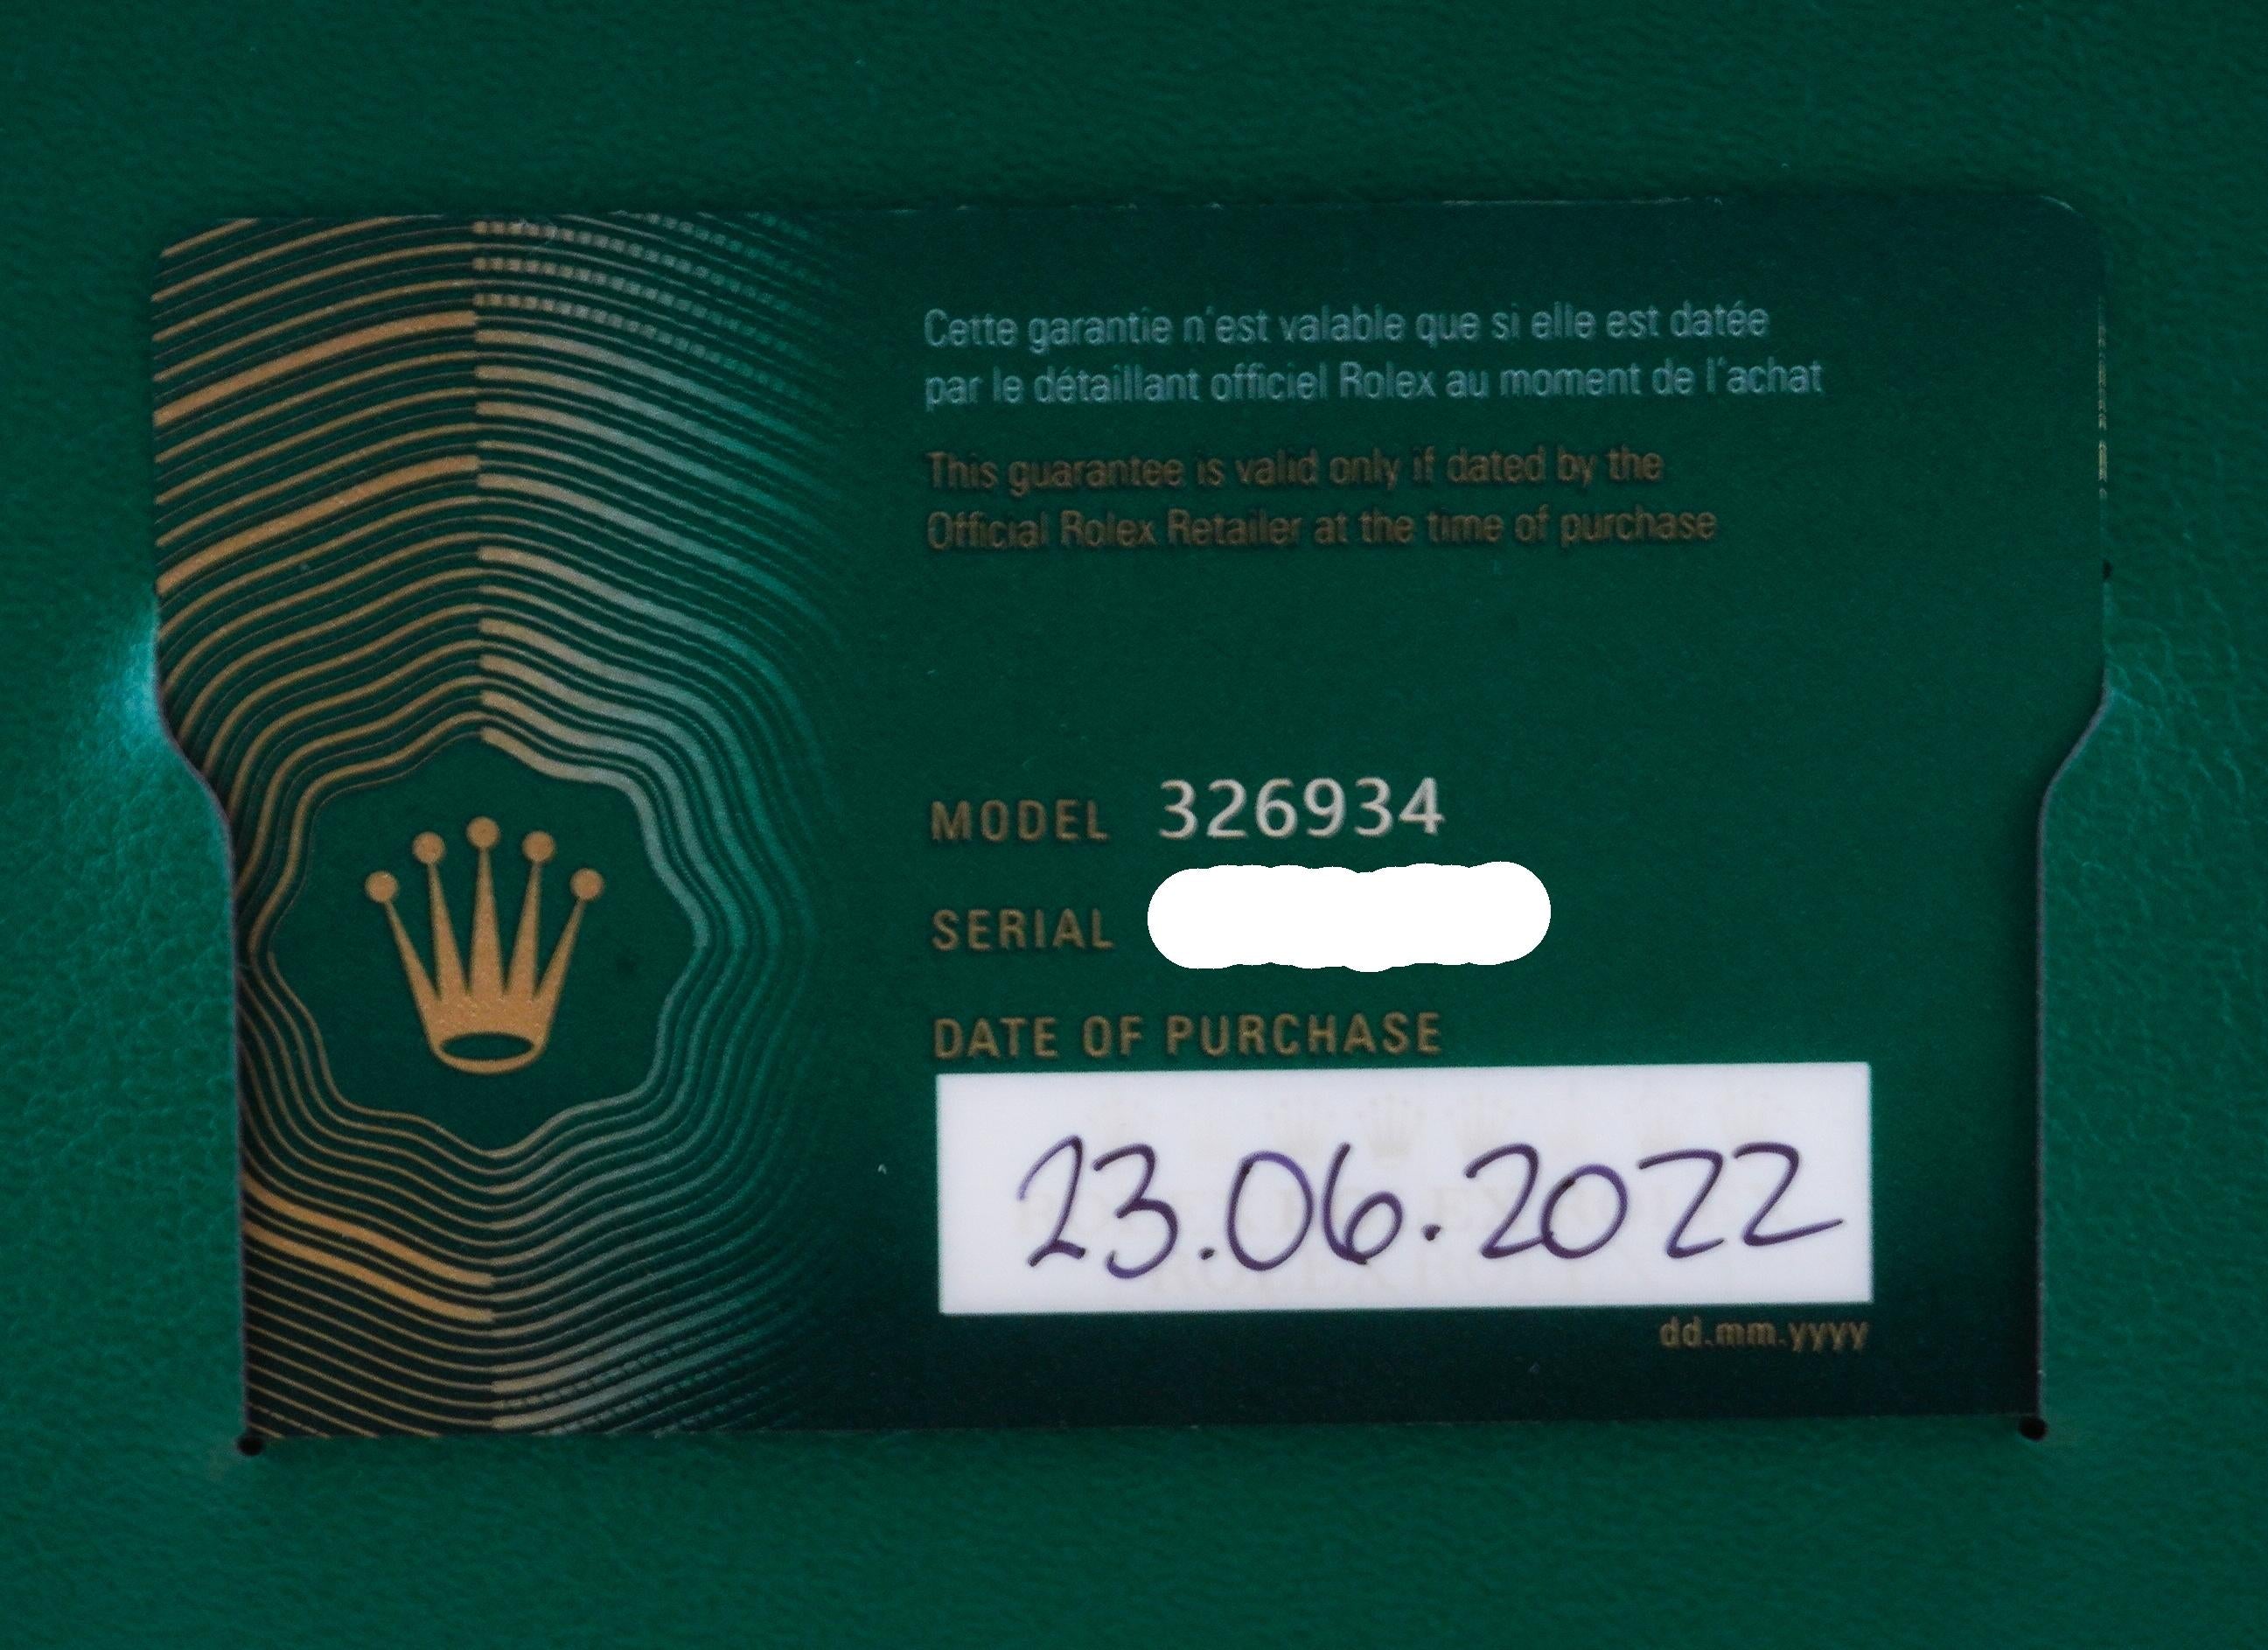 Cette garantie n'est valable que si elle est datée
par le détaillant officiel Rolex au moment de l'achat
This guarantee is valid only if dated by the
Official Rolex Retailer at the time of purchase
MODEL 326934
SERIAL
DATE OF PURCHASE
23.06.2022
dd.mm.yyyy